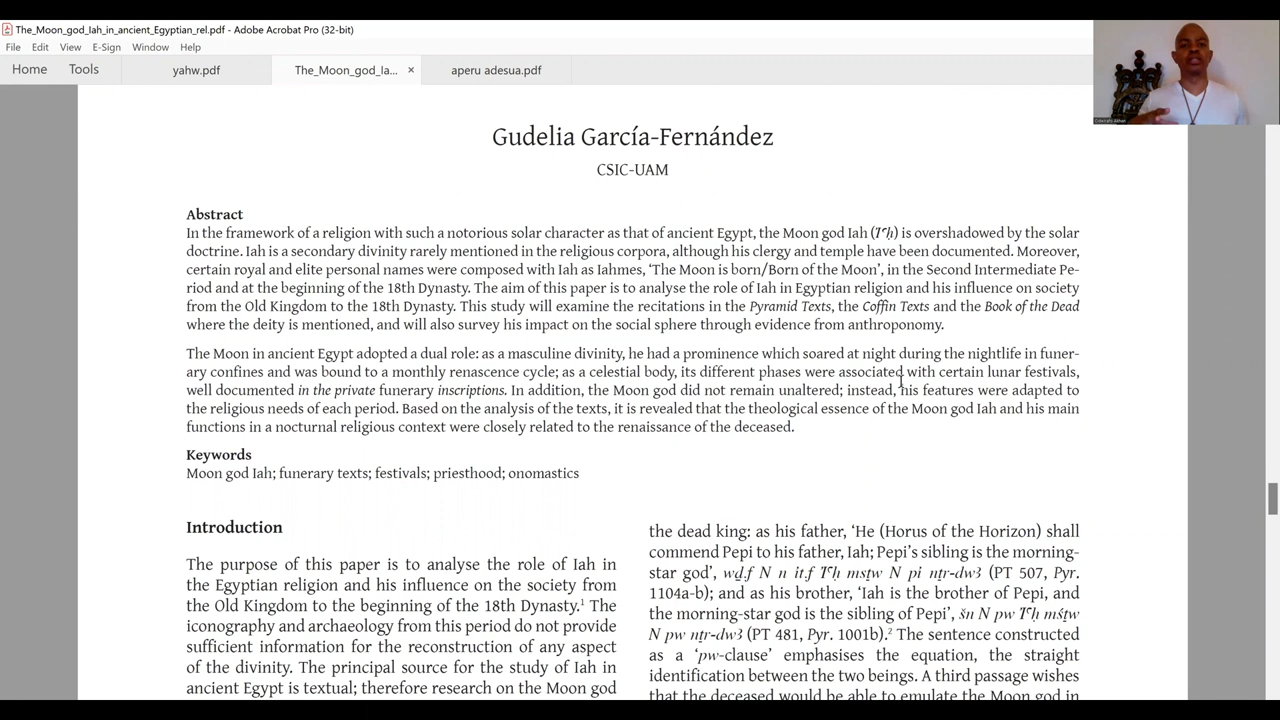 The_Moon_god_Iah_in_ancient_Egyptian_rel.pdf - Adobe Acrobat Pro (32-bit)
File Edit View E-Sign Window Help
Home Tools yahw.pdf The_Moon_god_Ia... × aperu adesua.pdf
Gudelia García-Fernández
CSIC-UAM
Abstract
In the framework of a religion with such a notorious solar character as that of ancient Egypt, the Moon god Iah (Iꜥḥ) is overshadowed by the solar
doctrine. Iah is a secondary divinity rarely mentioned in the religious corpora, although his clergy and temple have been documented. Moreover,
certain royal and elite personal names were composed with Iah as Iahmes, ‘The Moon is born/Born of the Moon’, in the Second Intermediate Pe-
riod and at the beginning of the 18th Dynasty. The aim of this paper is to analyse the role of Iah in Egyptian religion and his influence on society
from the Old Kingdom to the 18th Dynasty. This study will examine the recitations in the Pyramid Texts, the Coffin Texts and the Book of the Dead
where the deity is mentioned, and will also survey his impact on the social sphere through evidence from anthroponomy.
The Moon in ancient Egypt adopted a dual role: as a masculine divinity, he had a prominence which soared at night during the nightlife in funer-
ary confines and was bound to a monthly renascence cycle; as a celestial body, its different phases were associated with certain lunar festivals,
well documented in the private funerary inscriptions. In addition, the Moon god did not remain unaltered; instead, his features were adapted to
the religious needs of each period. Based on the analysis of the texts, it is revealed that the theological essence of the Moon god Iah and his main
functions in a nocturnal religious context were closely related to the renaissance of the deceased.
Keywords
Moon god Iah; funerary texts; festivals; priesthood; onomastics
Introduction
The purpose of this paper is to analyse the role of Iah in
the Egyptian religion and his influence on the society from
the Old Kingdom to the beginning of the 18th Dynasty.¹ The
iconography and archaeology from this period do not provide
sufficient information for the reconstruction of any aspect
of the divinity. The principal source for the study of Iah in
ancient Egypt is textual; therefore research on the Moon god
the dead king: as his father, ‘He (Horus of the Horizon) shall
commend Pepi to his father, Iah; Pepi’s sibling is the morning-
star god’, wḏ.f N n it.f Iꜥḥ msṯw N pi nṯr-dwꜣ (PT 507, Pyr.
1104a-b); and as his brother, ‘Iah is the brother of Pepi, and
the morning-star god is the sibling of Pepi’, šn N pw Iꜥḥ mśṯw
N pw nṯr-dwꜣ (PT 481, Pyr. 1001b).² The sentence constructed
as a ‘pw-clause’ emphasises the equation, the straight
identification between the two beings. A third passage wishes
that the deceased would be able to emulate the Moon god in